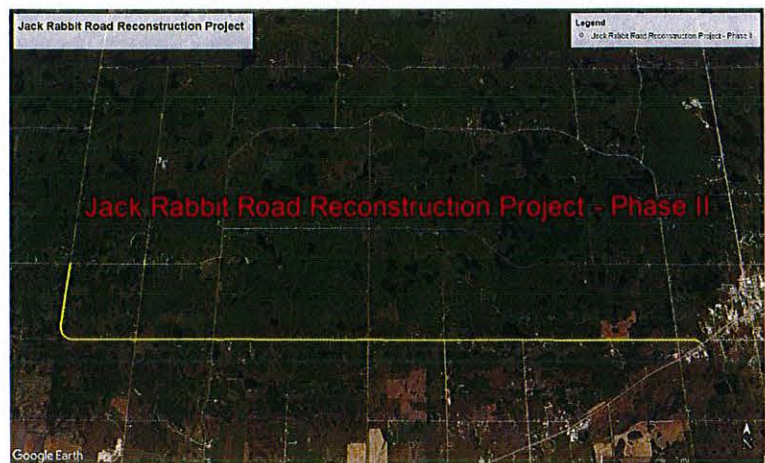 Jack Rabbit Road Reconstruction Project
Legend
Jack Rabbit Road Reconstruction Project - Phase II
Jack Rabbit Road Reconstruction Project - Phase II
Google Earth
N